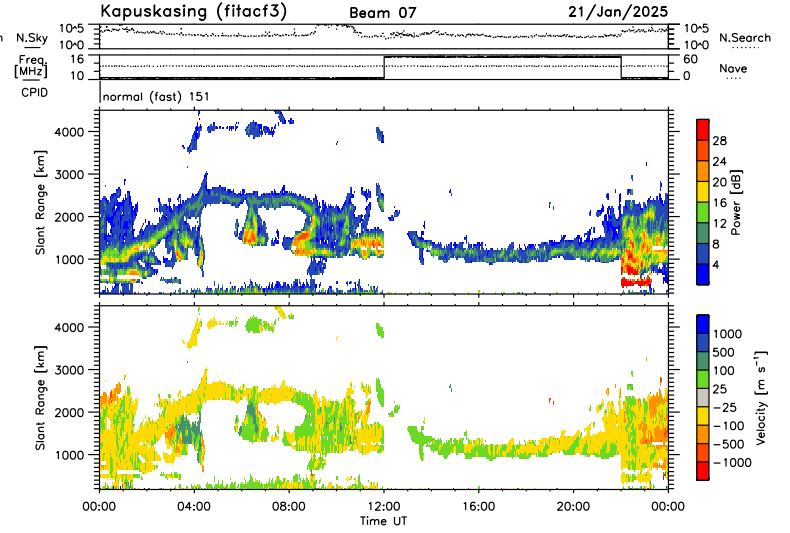 Kapuskasing (fitacf3) Beam 07 21/Jan/2025
N.Sky 10^5 10^0 10^5 10^0 N.Search
Freq. [MHz] 16 10 60 0 Nave
CPID normal (fast) 151
Slant Range [km] 4000 3000 2000 1000
28 24 20 16 12 8 4 Power [dB]
Slant Range [km] 4000 3000 2000 1000
1000 500 100 25 −25 −100 −500 −1000 Velocity [m s⁻¹]
00:00 04:00 08:00 12:00 16:00 20:00 00:00
Time UT